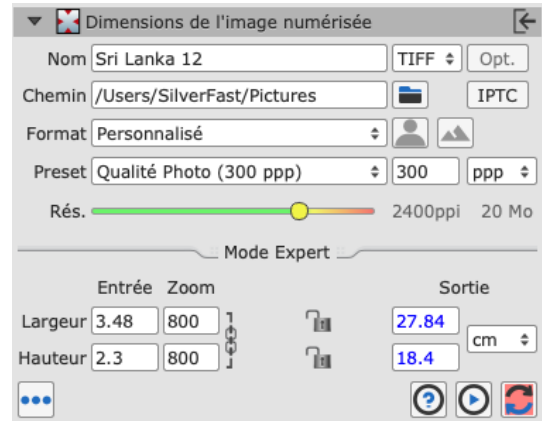 Dimensions de l'image numérisée
Nom Sri Lanka 12 TIFF Opt.
Chemin /Users/SilverFast/Pictures IPTC
Format Personnalisé
Preset Qualité Photo (300 ppp) 300 ppp
Rés. 2400ppi 20 Mo
Mode Expert
Entrée Zoom Sortie
Largeur 3.48 800 27.84
cm
Hauteur 2.3 800 18.4